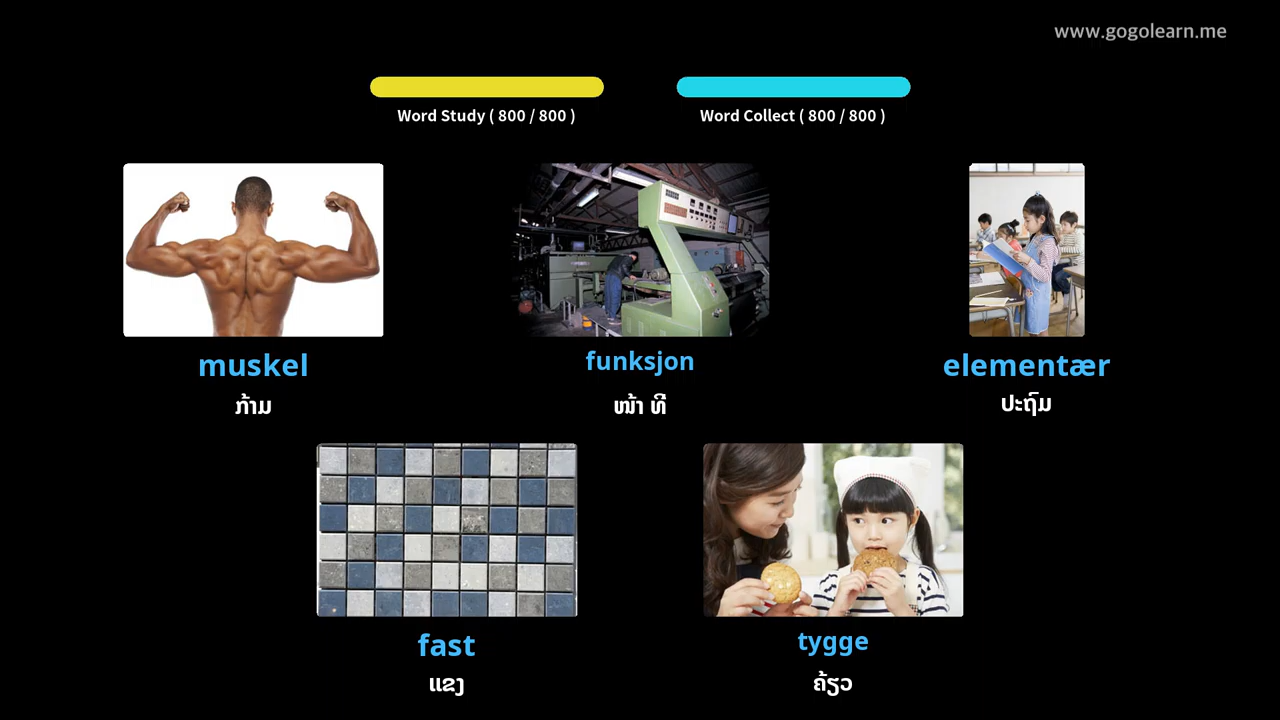 www.gogolearn.me
Word Study ( 800 / 800 )
Word Collect ( 800 / 800 )
muskel
funksjon
elementær
ກ້າມ
ໜ້າ ທີ
ປະຖົມ
fast
tygge
ແຂງ
ຄ້ຽວ